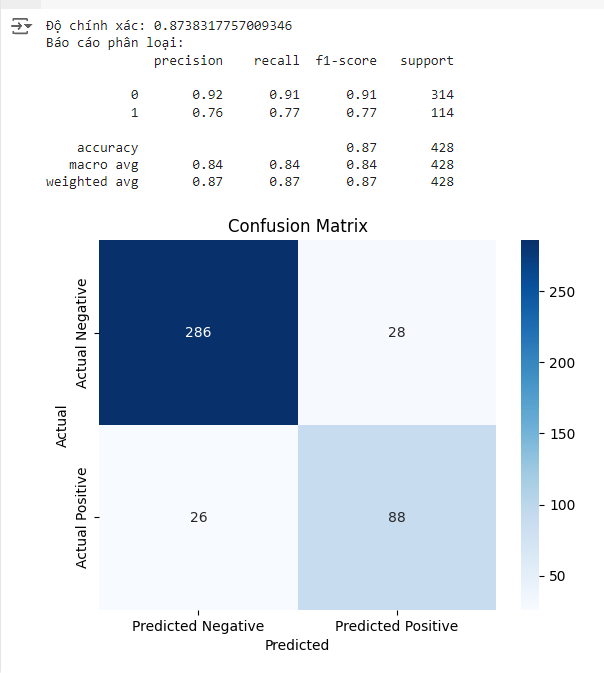 Độ chính xác: 0.8738317757009346
Báo cáo phân loại:
precision recall f1-score support
0 0.92 0.91 0.91 314
1 0.76 0.77 0.77 114
accuracy 0.87 428
macro avg 0.84 0.84 0.84 428
weighted avg 0.87 0.87 0.87 428
Confusion Matrix
Actual
Actual Negative
286 28
Actual Positive
26 88
Predicted Negative Predicted Positive
Predicted
250
200
150
100
50